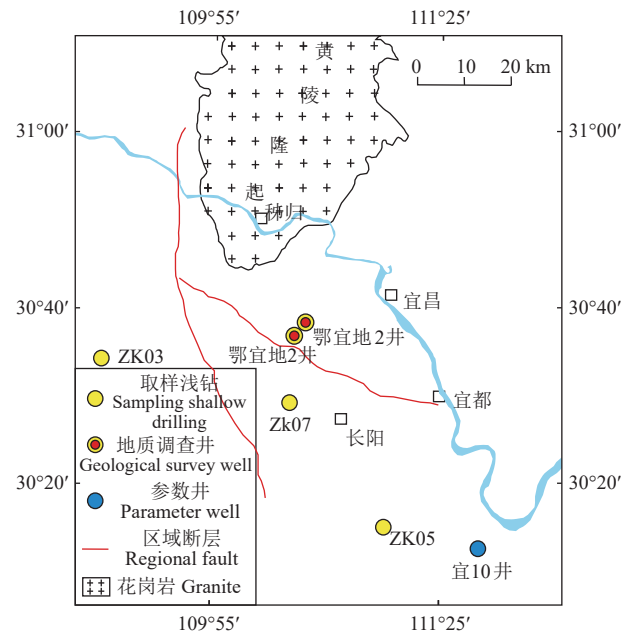 109°55′
111°25′
黄
陵
隆
起
0 10 20 km
31°00′
31°00′
秭归
宜昌
30°40′
30°40′
鄂宜地2井
鄂宜地2井
ZK03
取样浅钻
Sampling shallow
drilling
Zk07
宜都
长阳
地质调查井
Geological survey well
30°20′
30°20′
参数井
Parameter well
ZK05
宜10井
区域断层
Regional fault
花岗岩 Granite
109°55′
111°25′